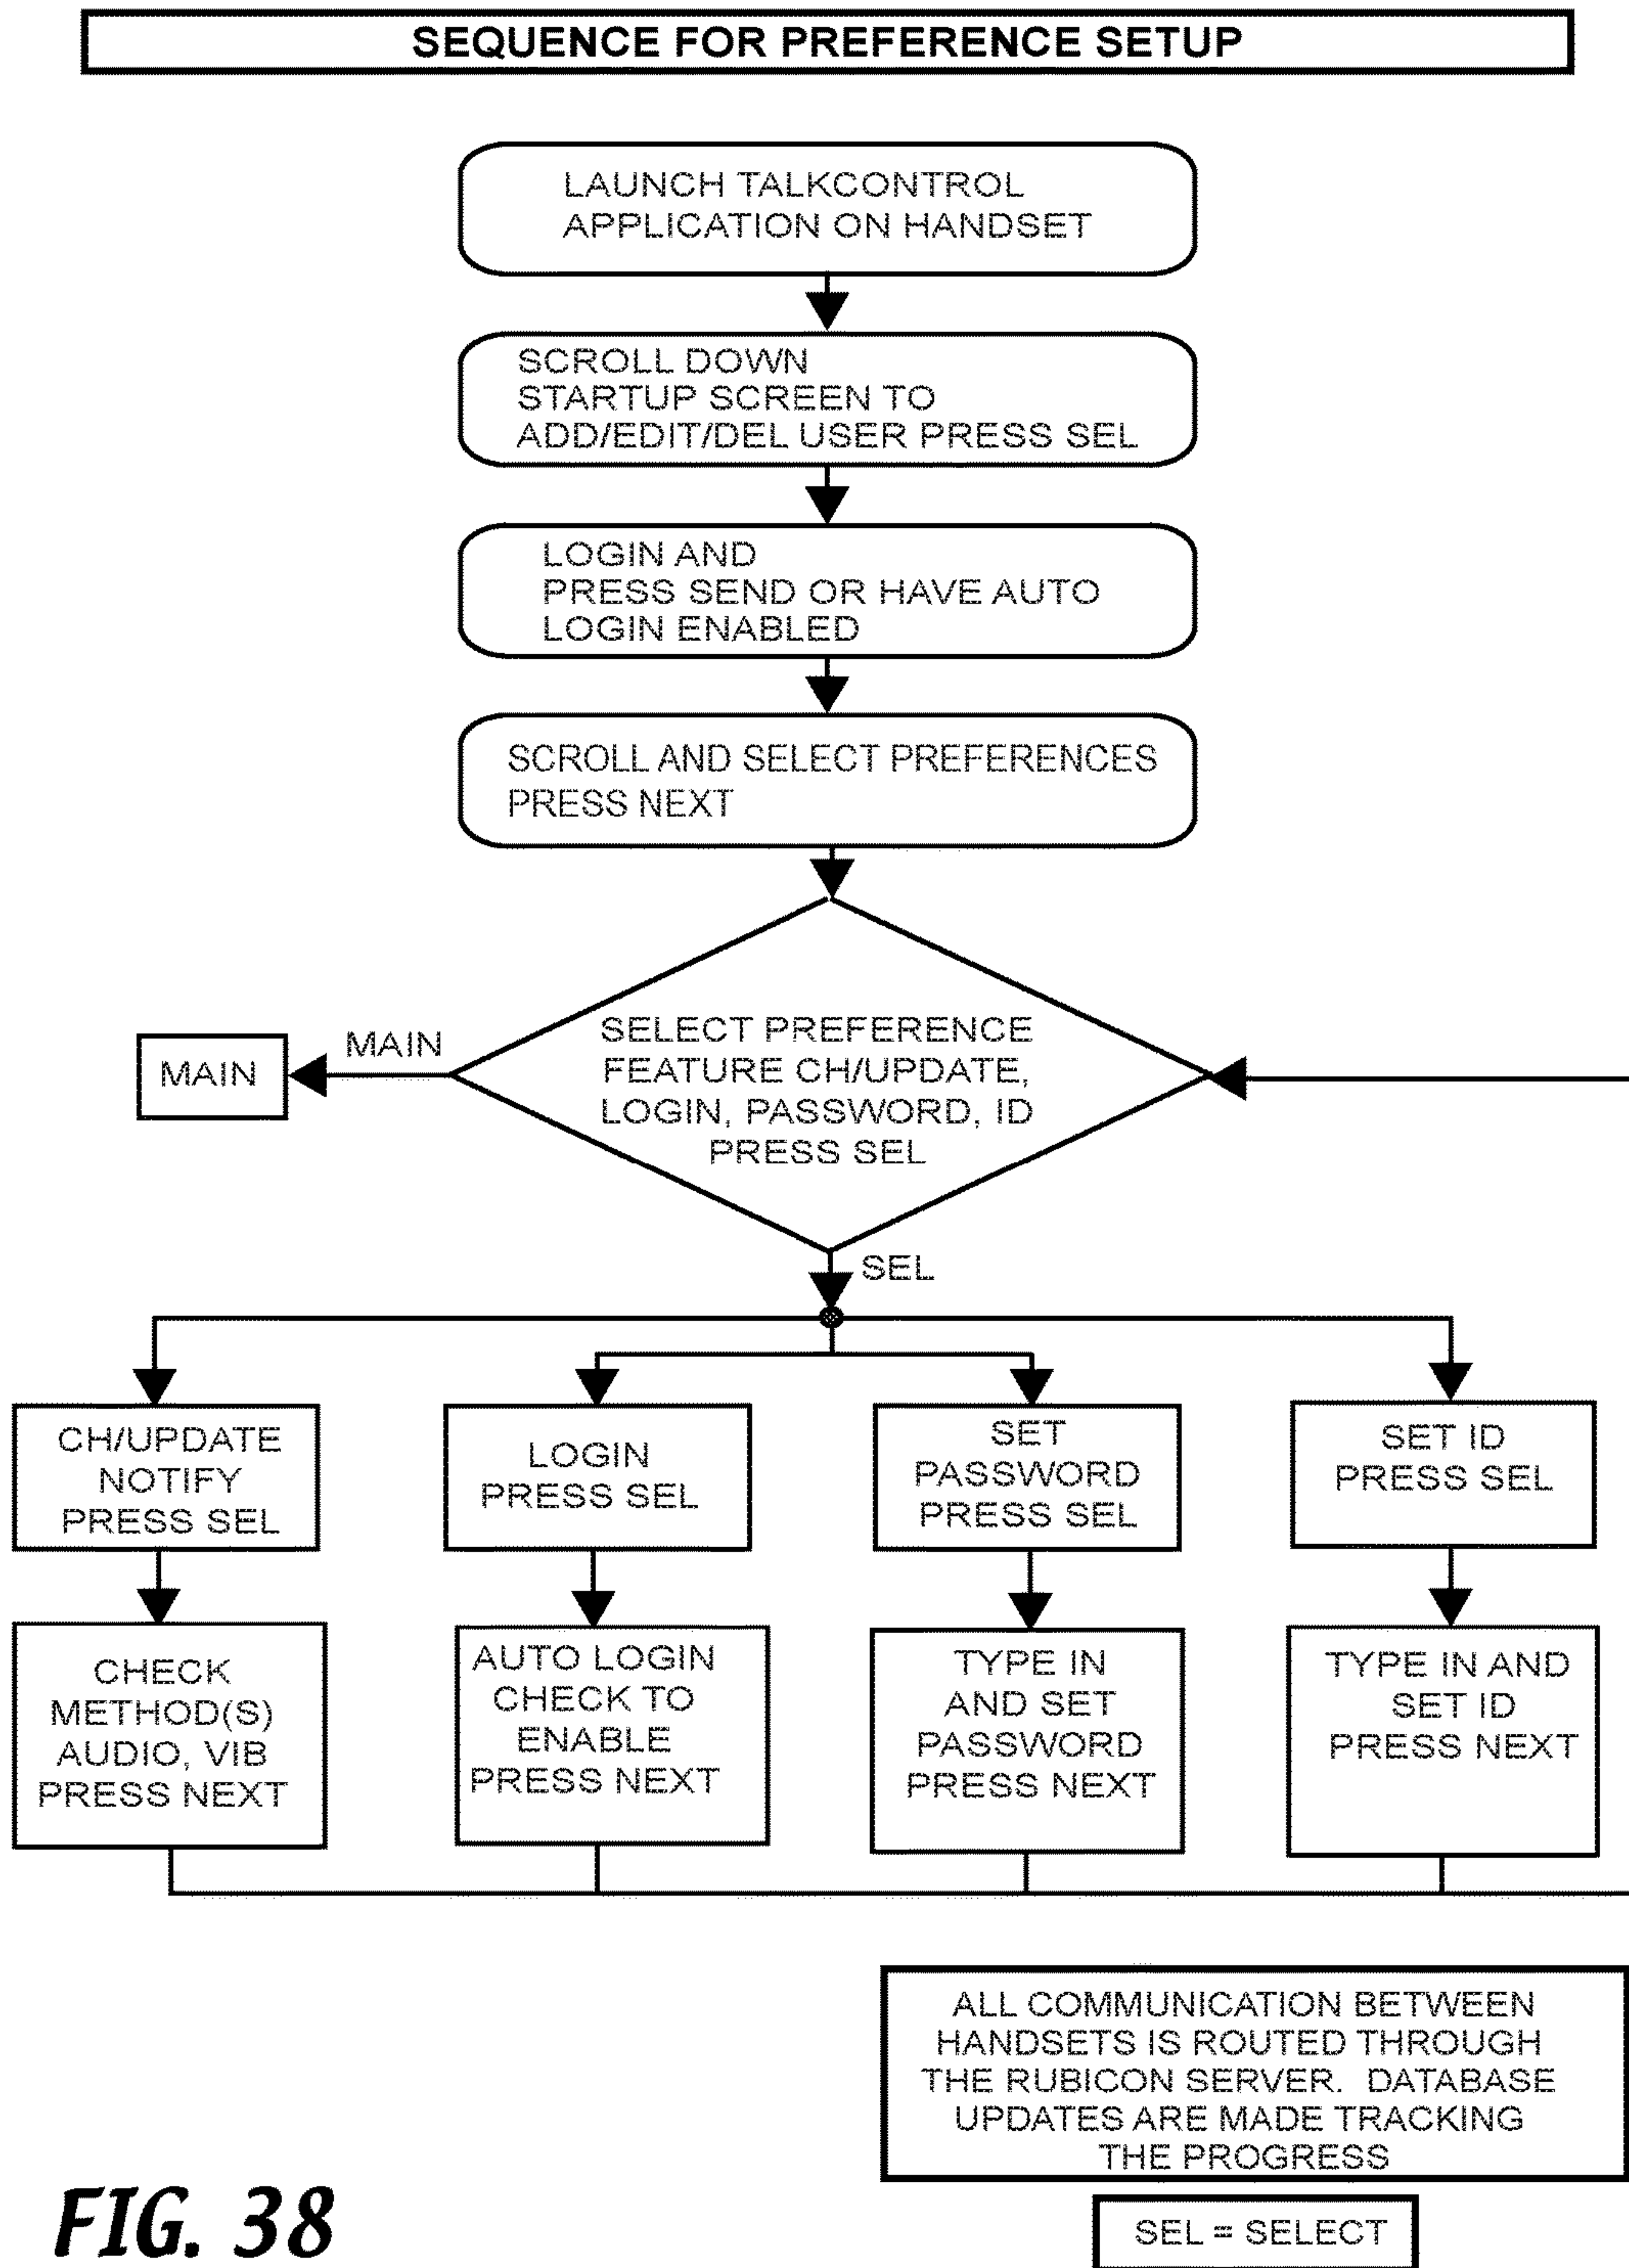 SEQUENCE FOR PREFERENCE SETUP
LAUNCH TALKCONTROL
APPLICATION ON HANDSET
SCROLL DOWN
STARTUP SCREEN TO
ADD/EDIT/DEL USER PRESS SEL
LOGIN AND
PRESS SEND OR HAVE AUTO
LOGIN ENABLED
SCROLL AND SELECT PREFERENCES
PRESS NEXT
MAIN
MAIN
SELECT PREFERENCE
FEATURE CH/UPDATE,
LOGIN, PASSWORD, ID
PRESS SEL
SEL
CH/UPDATE
NOTIFY
PRESS SEL
LOGIN
PRESS SEL
SET
PASSWORD
PRESS SEL
SET ID
PRESS SEL
CHECK
METHOD(S)
AUDIO, VIB
PRESS NEXT
AUTO LOGIN
CHECK TO
ENABLE
PRESS NEXT
TYPE IN
AND SET
PASSWORD
PRESS NEXT
TYPE IN AND
SET ID
PRESS NEXT
ALL COMMUNICATION BETWEEN
HANDSETS IS ROUTED THROUGH
THE RUBICON SERVER. DATABASE
UPDATES ARE MADE TRACKING
THE PROGRESS
SEL = SELECT
FIG. 38